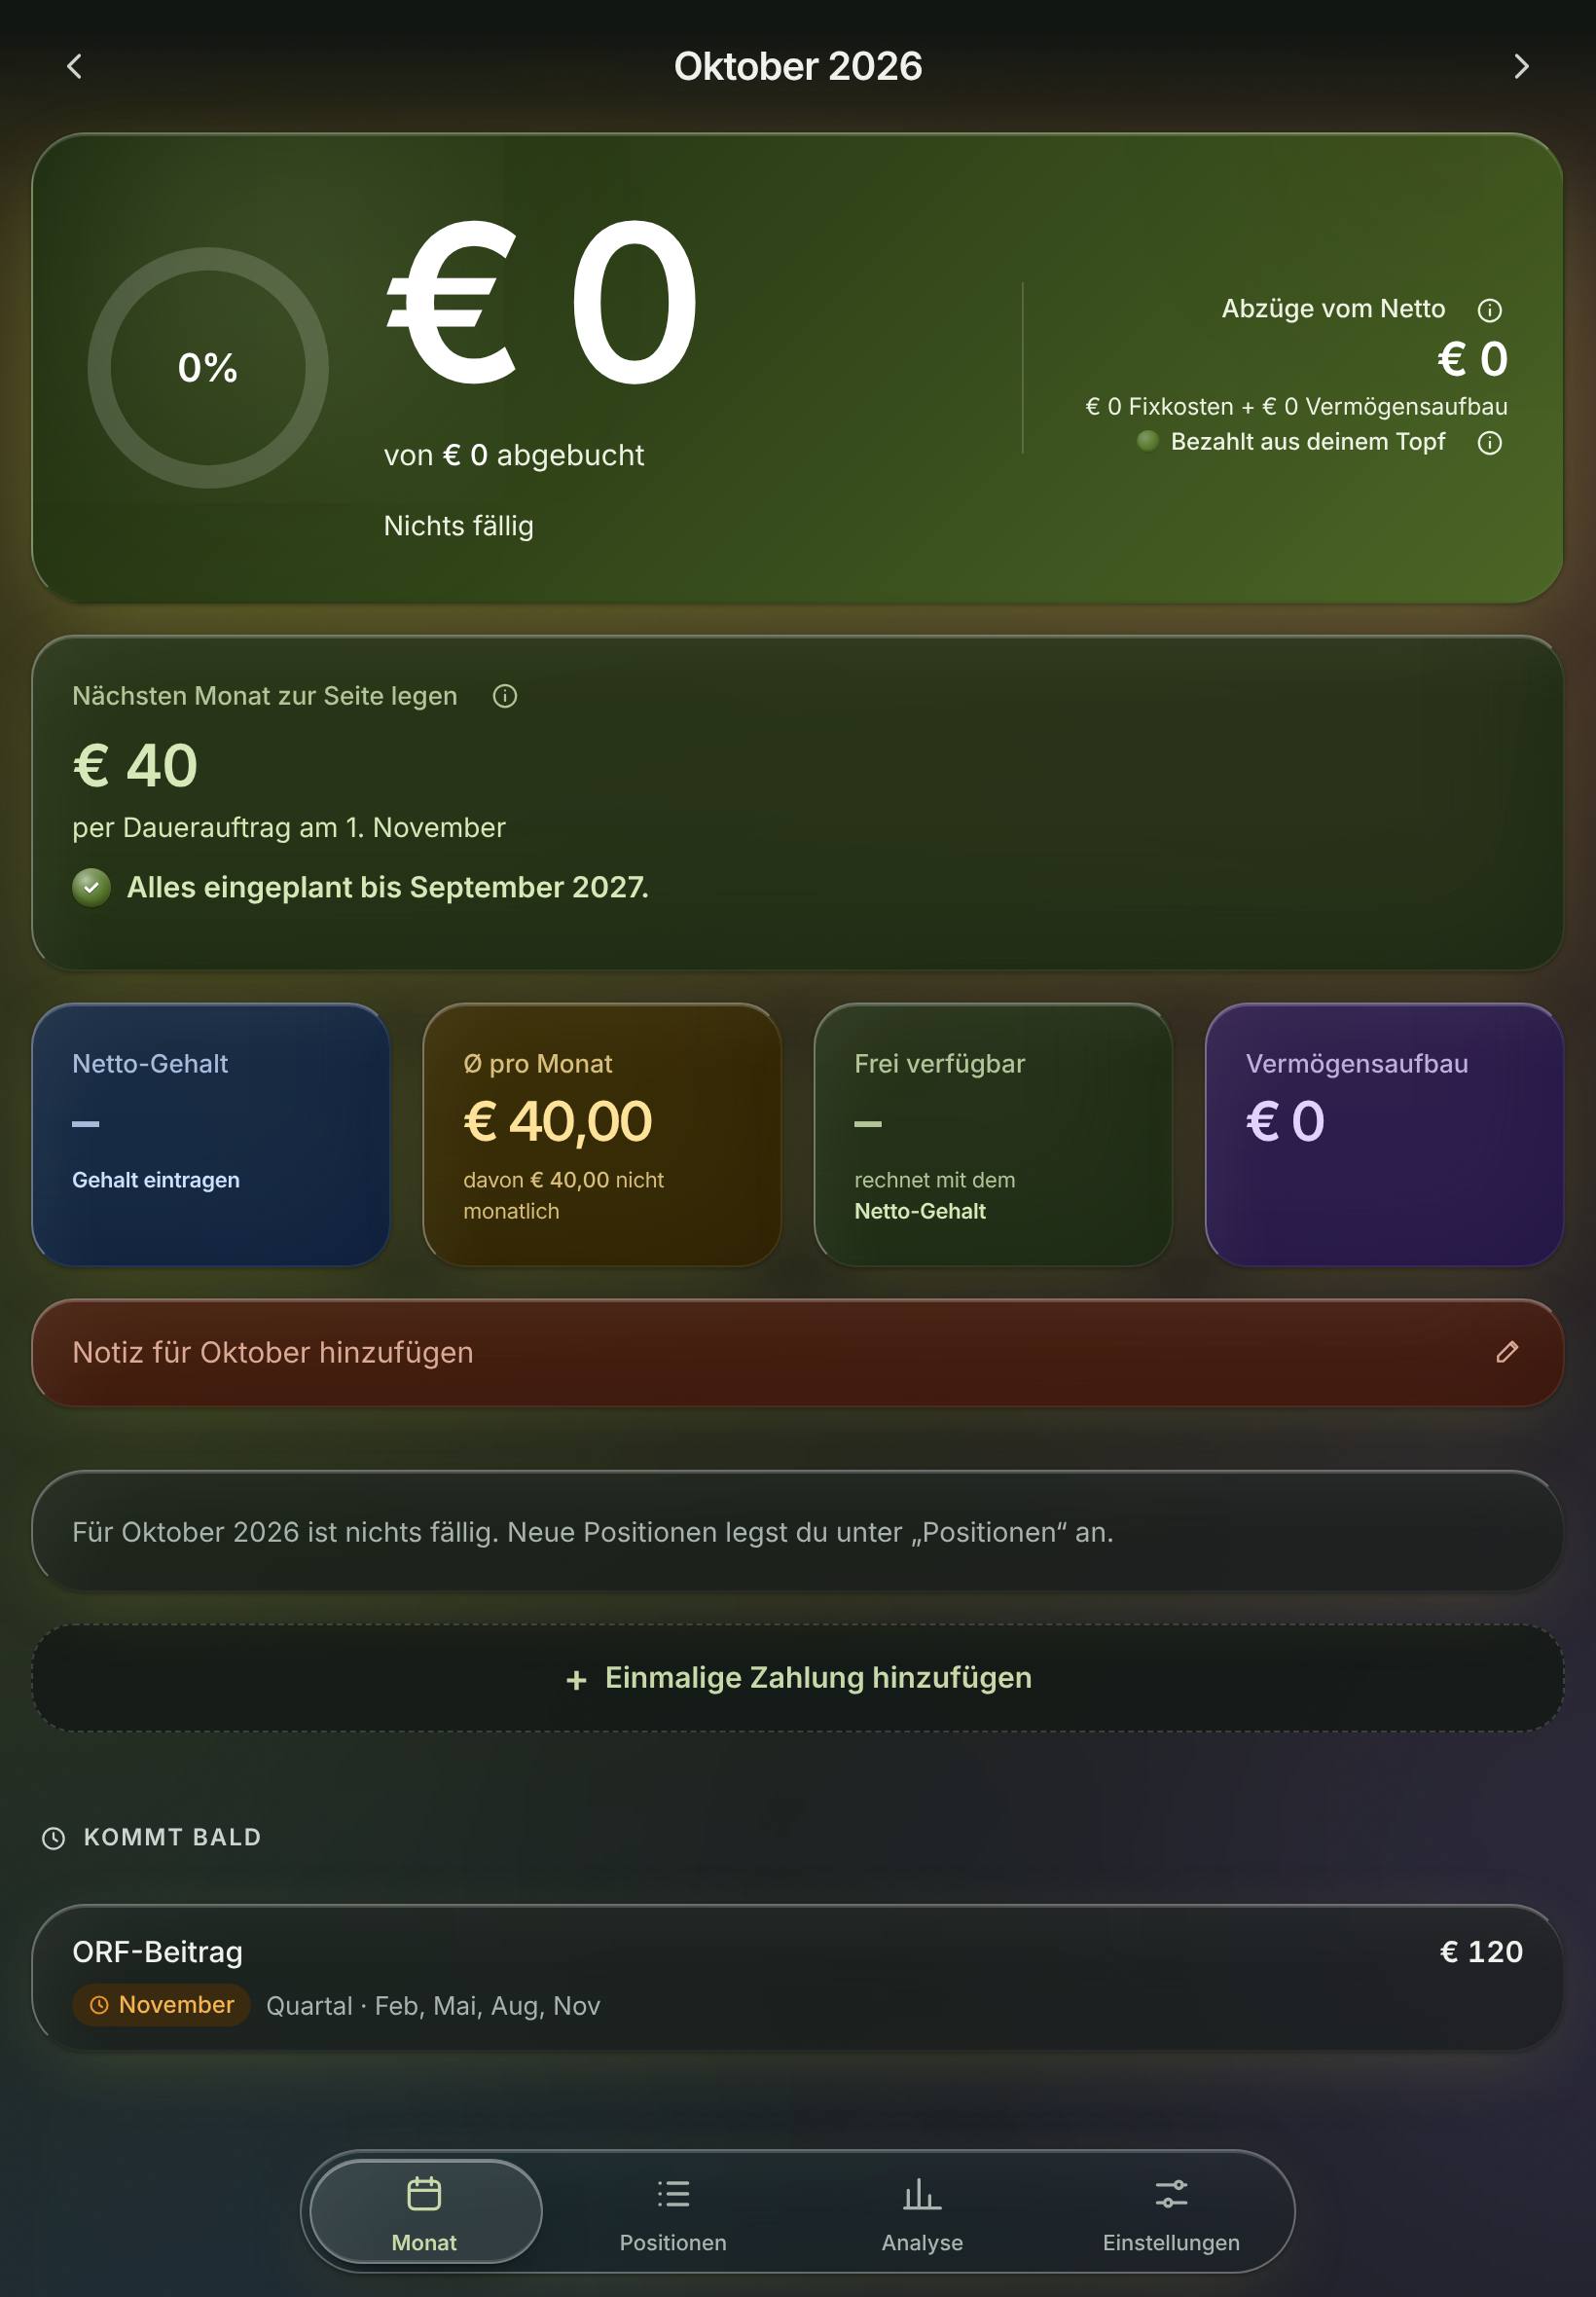 Oktober 2026
0%
€ 0
von € 0 abgebucht
Nichts fällig
Abzüge vom Netto
€ 0
€ 0 Fixkosten + € 0 Vermögensaufbau
Bezahlt aus deinem Topf
Nächsten Monat zur Seite legen
€ 40
per Dauerauftrag am 1. November
Alles eingeplant bis September 2027.
Netto-Gehalt
–
Gehalt eintragen
Ø pro Monat
€ 40,00
davon € 40,00 nicht
monatlich
Frei verfügbar
–
rechnet mit dem
Netto-Gehalt
Vermögensaufbau
€ 0
Notiz für Oktober hinzufügen
Für Oktober 2026 ist nichts fällig. Neue Positionen legst du unter „Positionen“ an.
+ Einmalige Zahlung hinzufügen
KOMMT BALD
ORF-Beitrag
€ 120
November
Quartal · Feb, Mai, Aug, Nov
Monat
Positionen
Analyse
Einstellungen